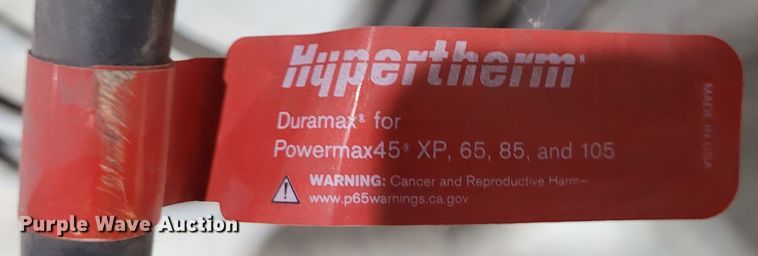 Hypertherm
Duramax® for
Powermax45® XP, 65, 85, and 105
WARNING: Cancer and Reproductive Harm—
www.p65warnings.ca.gov
MADE IN USA
Purple Wave Auction